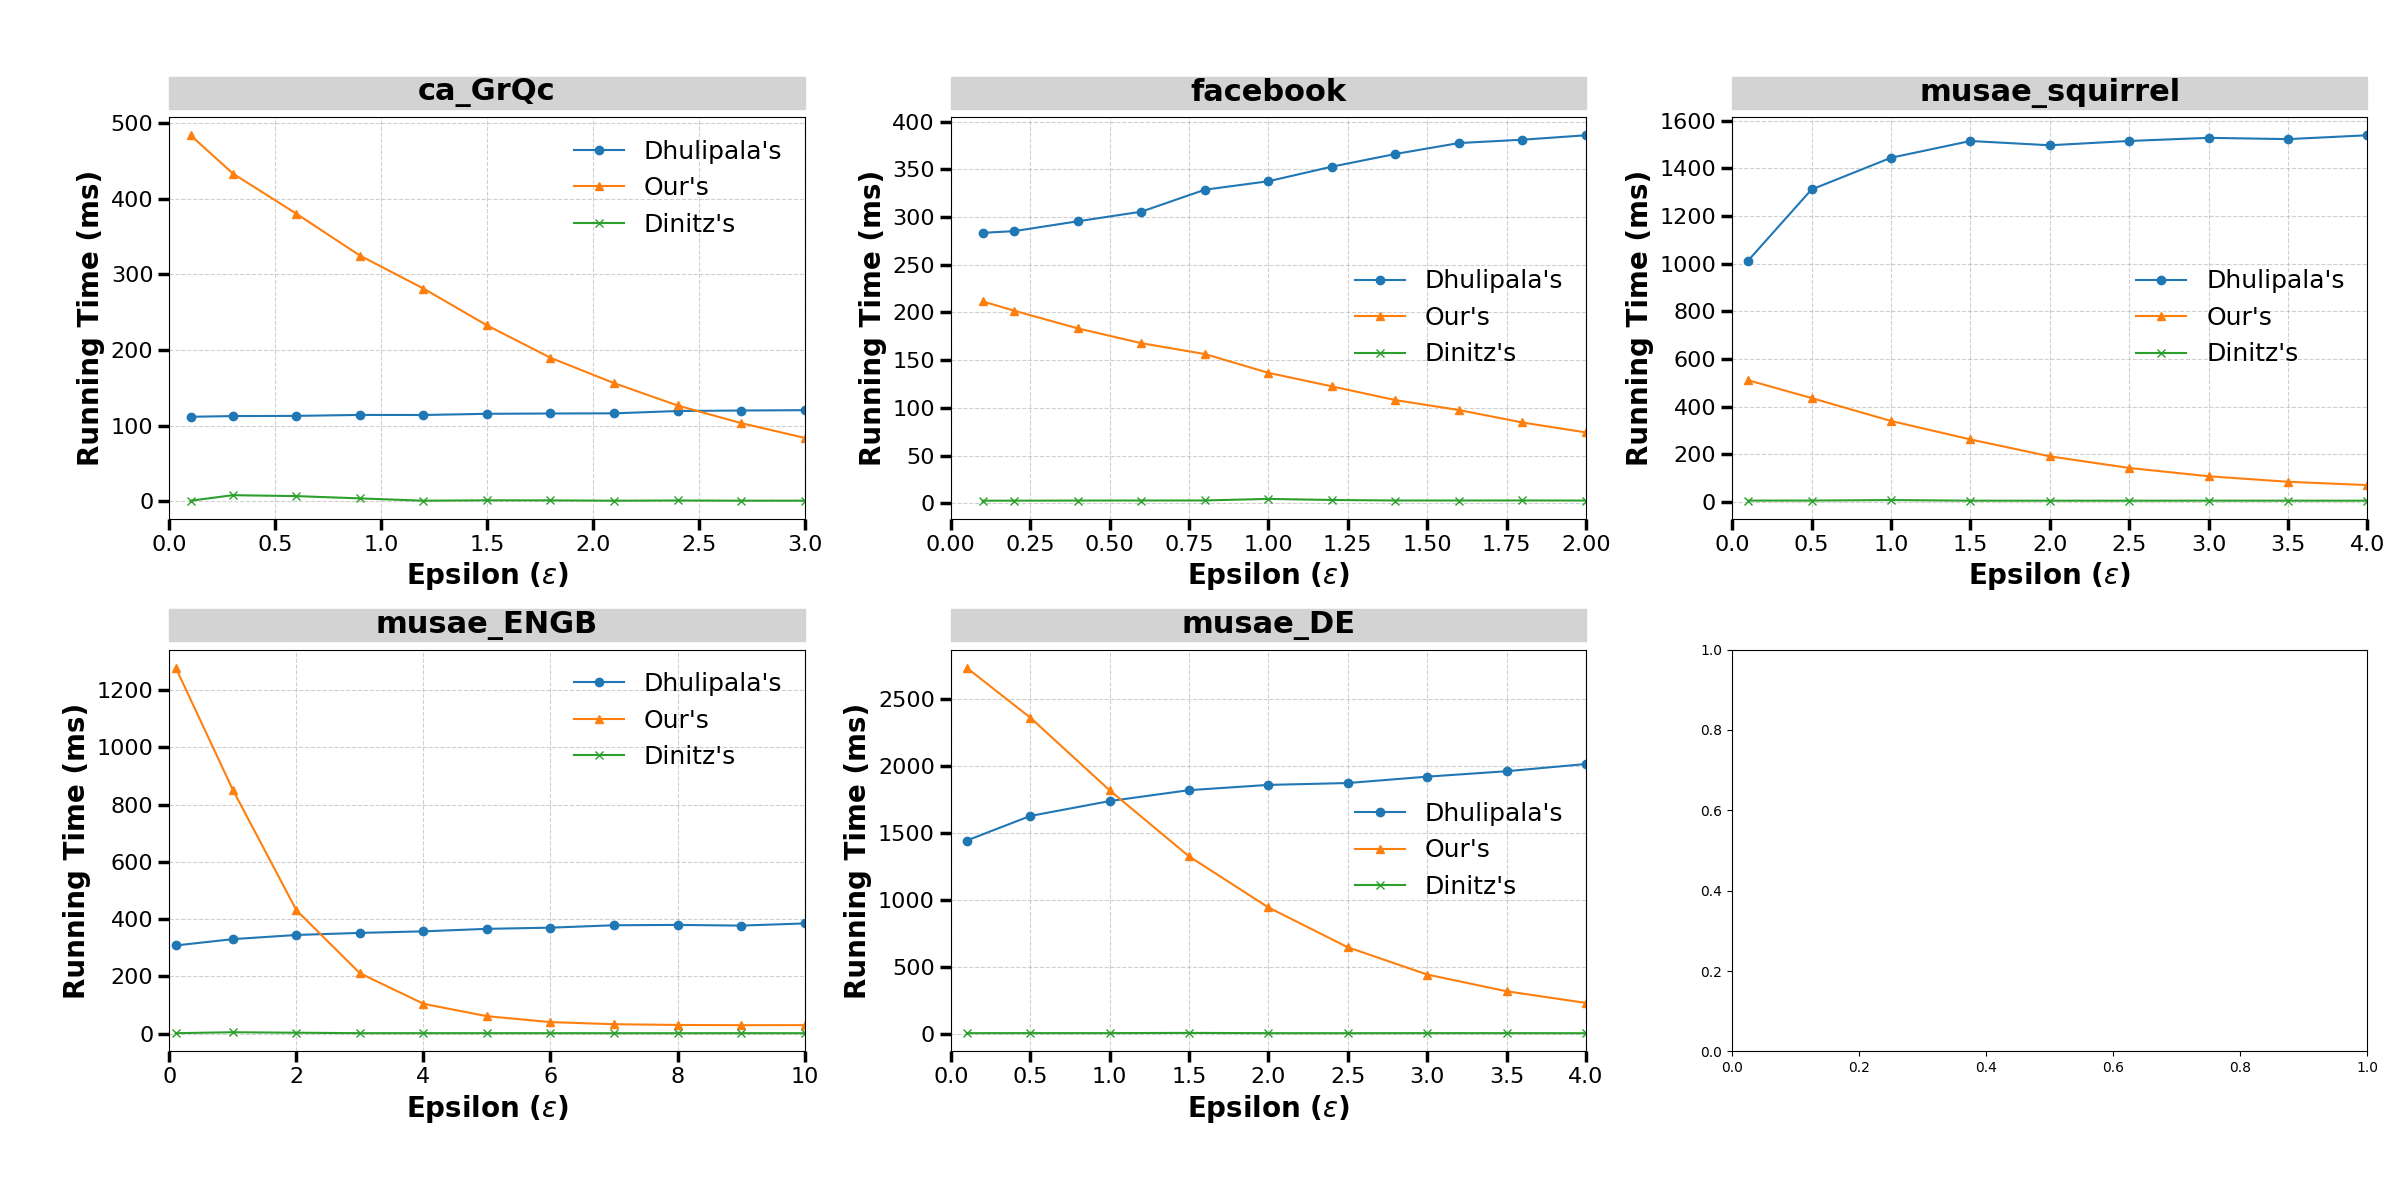 ca_GrQc
500
400
300
200
100
0
Running Time (ms)
Dhulipala's
Our's
Dinitz's
0.0 0.5 1.0 1.5 2.0 2.5 3.0
Epsilon (ε)
facebook
400
350
300
250
200
150
100
50
0
Running Time (ms)
Dhulipala's
Our's
Dinitz's
0.00 0.25 0.50 0.75 1.00 1.25 1.50 1.75 2.00
Epsilon (ε)
musae_squirrel
1600
1400
1200
1000
800
600
400
200
0
Running Time (ms)
Dhulipala's
Our's
Dinitz's
0.0 0.5 1.0 1.5 2.0 2.5 3.0 3.5 4.0
Epsilon (ε)
musae_ENGB
1200
1000
800
600
400
200
0
Running Time (ms)
Dhulipala's
Our's
Dinitz's
0 2 4 6 8 10
Epsilon (ε)
musae_DE
2500
2000
1500
1000
500
0
Running Time (ms)
Dhulipala's
Our's
Dinitz's
0.0 0.5 1.0 1.5 2.0 2.5 3.0 3.5 4.0
Epsilon (ε)
1.0
0.8
0.6
0.4
0.2
0.0
0.0 0.2 0.4 0.6 0.8 1.0